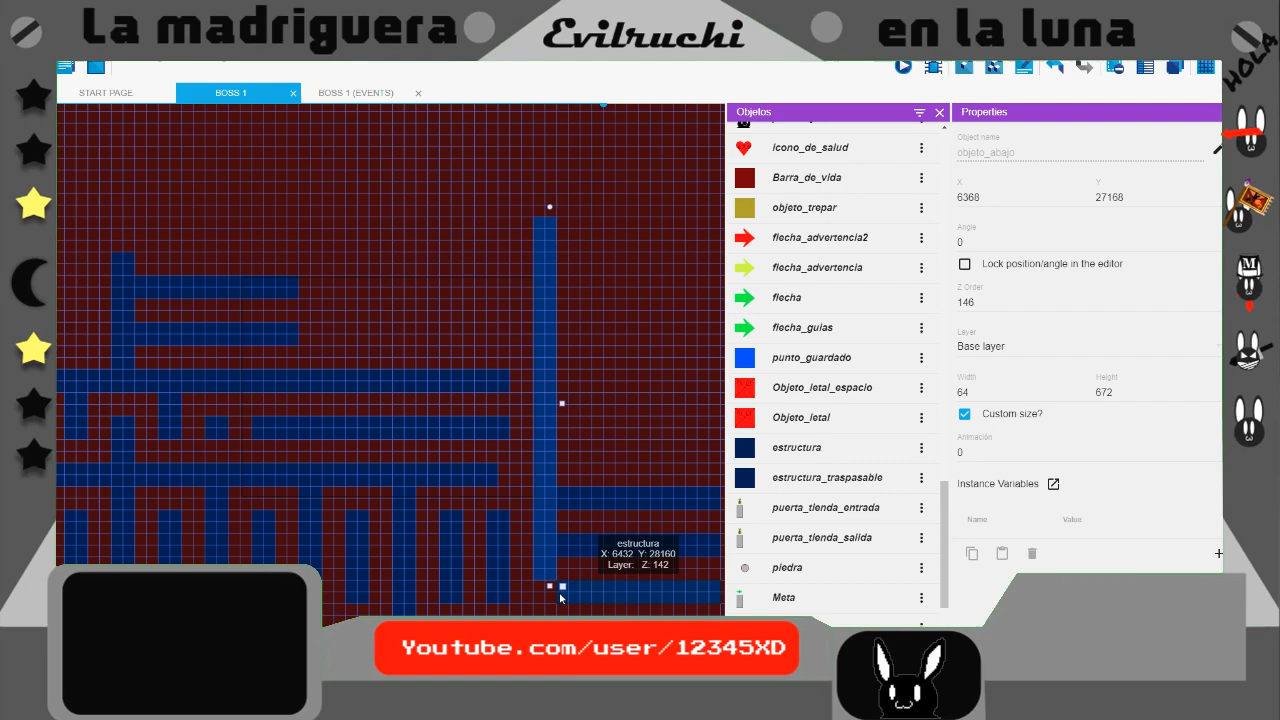 La madriguera
Evilruchi
en la luna
HOLA
START PAGE
BOSS 1
BOSS 1 (EVENTS)
Objetos
Properties
icono_de_salud
Barra_de_vida
objeto_trepar
flecha_advertencia2
flecha_advertencia
flecha
flecha_guias
punto_guardado
Objeto_letal_espacio
Objeto_letal
estructura
estructura_traspasable
puerta_tienda_entrada
puerta_tienda_salida
piedra
Meta
Object name
objeto_abajo
X
Y
6368
27168
Angle
0
Lock position/angle in the editor
Z Order
146
Layer
Base layer
Width
Height
64
672
Custom size?
Animación
0
Instance Variables
Name
Value
estructura
X: 6432 Y: 28160
Layer: Z: 142
M
Youtube.com/user/12345XD